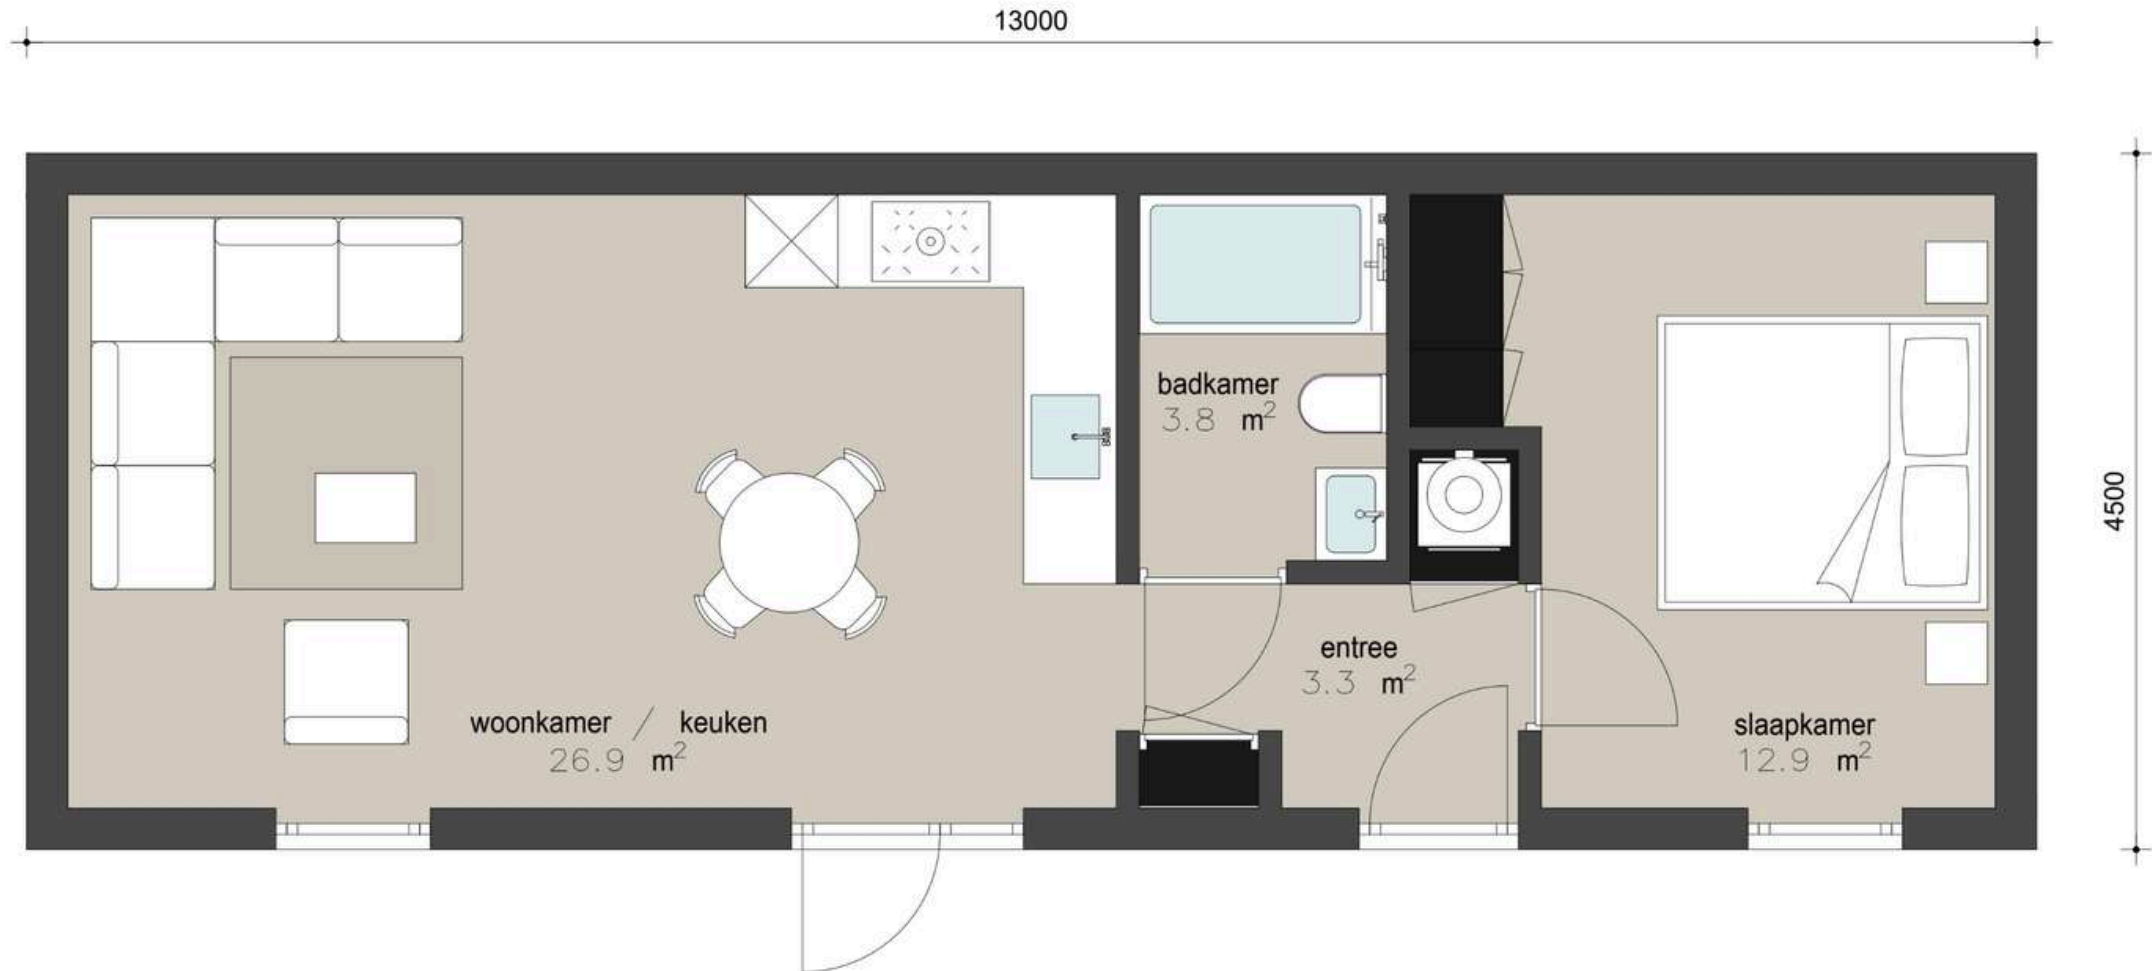 13000
4500
badkamer
3.8 m²
entree
3.3 m²
woonkamer / keuken
26.9 m²
slaapkamer
12.9 m²